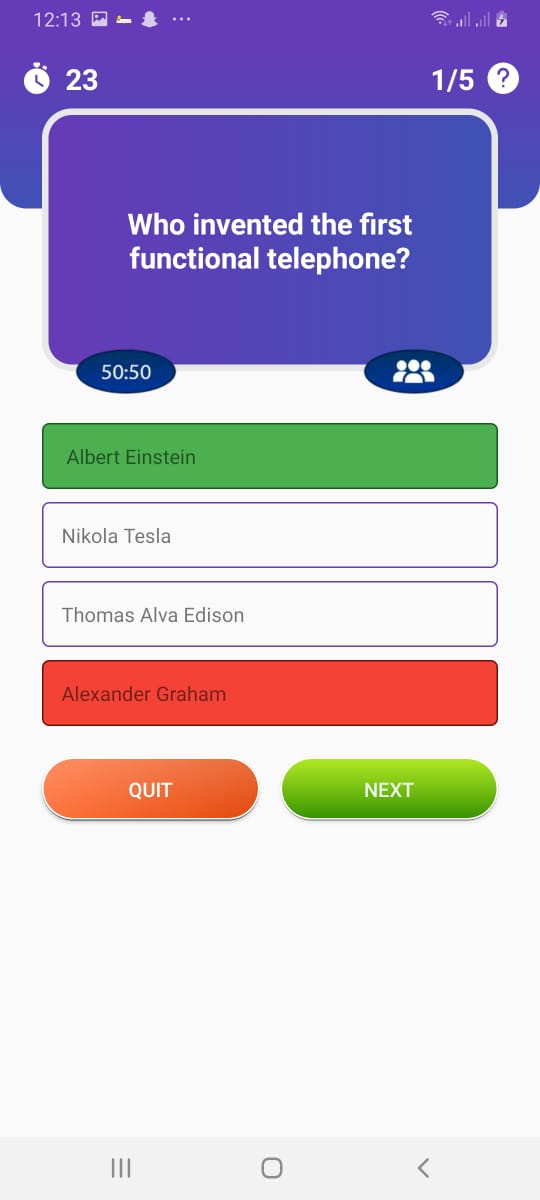 12:13
23
1/5
?
Who invented the first
functional telephone?
50:50
Albert Einstein
Nikola Tesla
Thomas Alva Edison
Alexander Graham
QUIT
NEXT